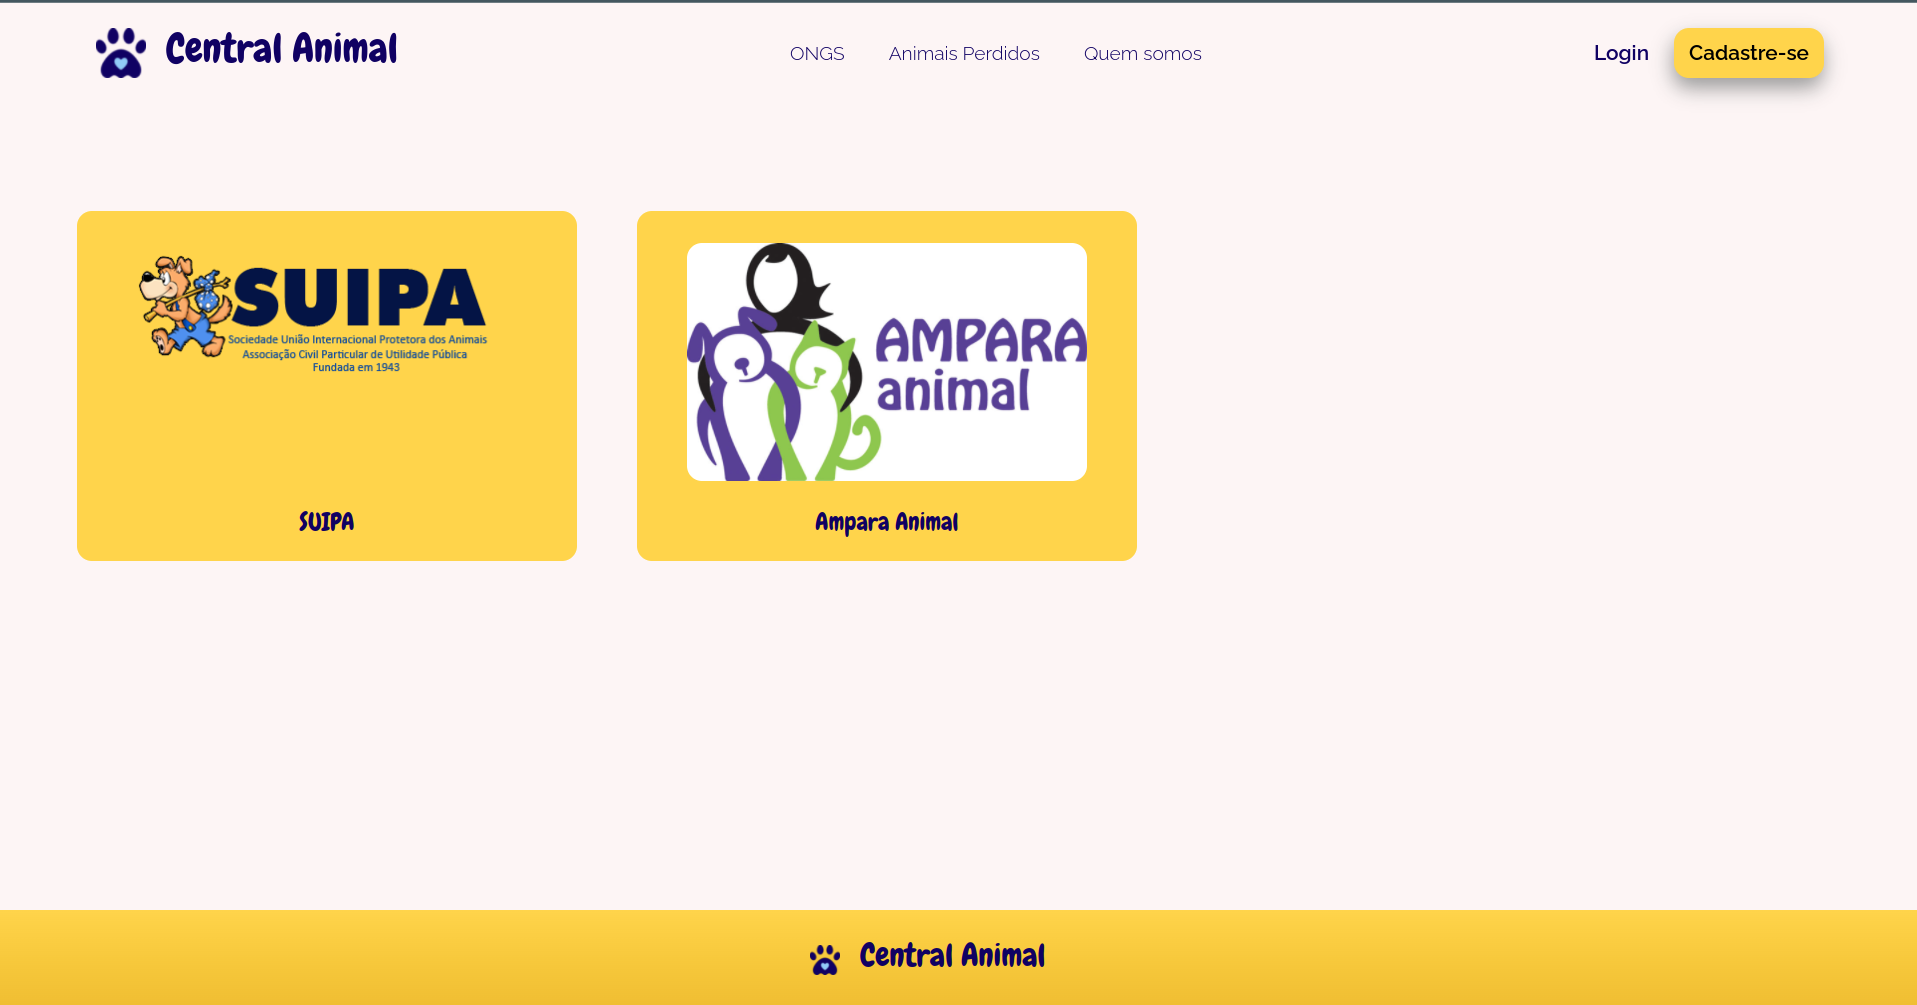 Central Animal
ONGS
Animais Perdidos
Quem somos
Login
Cadastre-se
SUIPA
Sociedade União Internacional Protetora dos Animais
Associação Civil Particular de Utilidade Pública
Fundada em 1943
SUIPA
AMPARA
animal
Ampara Animal
Central Animal